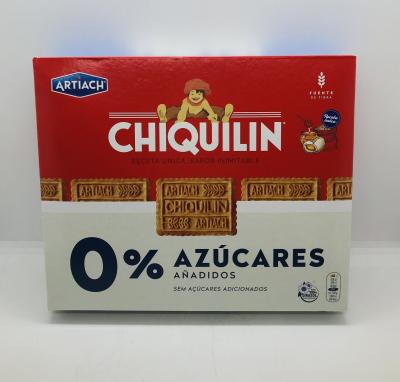 ARTIACH
FUENTE
DE FIBRA
CHIQUILIN
RECETA ÚNICA, SABOR INIMITABLE
ARTIACH
ARTIACH
ARTIACH
CHIQUILIN
ARTIACH
0% AZÚCARES
AÑADIDOS
SEM AÇÚCARES ADICIONADOS